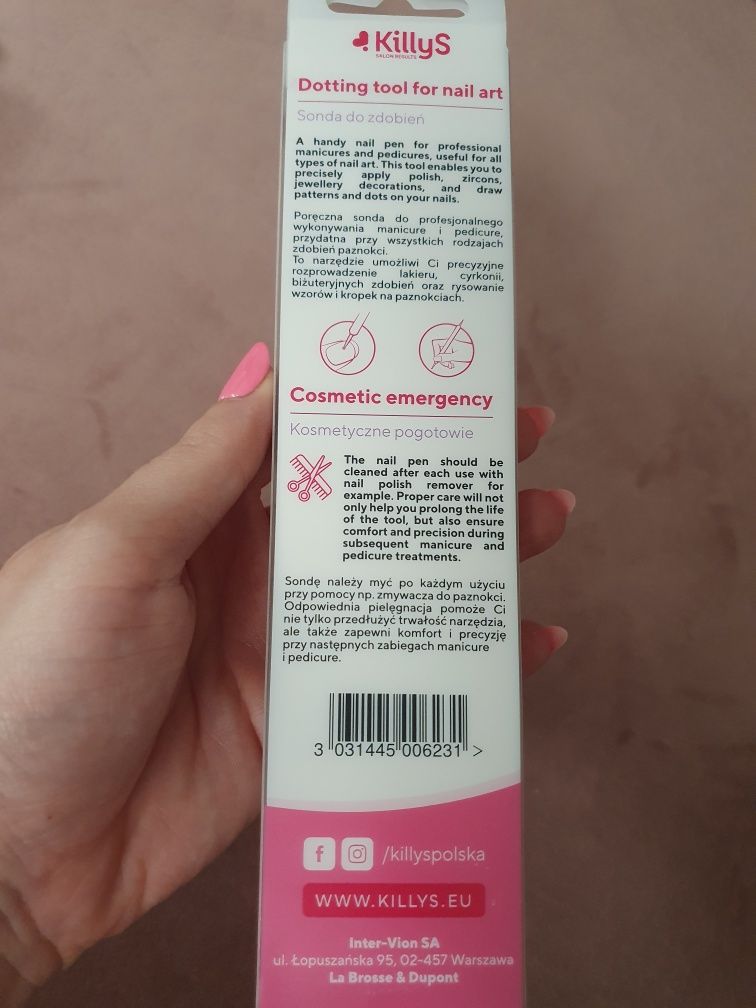 KillyS
SALON RESULTS
Dotting tool for nail art
Sonda do zdobień
A handy nail pen for professional
manicures and pedicures, useful for all
types of nail art. This tool enables you to
precisely apply polish, zircons,
jewellery decorations, and draw
patterns and dots on your nails.
Poręczna sonda do profesjonalnego
wykonywania manicure i pedicure,
przydatna przy wszystkich rodzajach
zdobień paznokci.
To narzędzie umożliwi Ci precyzyjne
rozprowadzenie lakieru, cyrkonii,
biżuteryjnych zdobień oraz rysowanie
wzorów i kropek na paznokciach.
Cosmetic emergency
Kosmetyczne pogotowie
The nail pen should be
cleaned after each use with
nail polish remover for
example. Proper care will not
only help you prolong the life
of the tool, but also ensure
comfort and precision during
subsequent manicure and
pedicure treatments.
Sondę należy myć po każdym użyciu
przy pomocy np. zmywacza do paznokci.
Odpowiednia pielęgnacja pomoże Ci
nie tylko przedłużyć trwałość narzędzia,
ale także zapewni komfort i precyzję
przy następnych zabiegach manicure
i pedicure.
3 031445 006231 >
/killyspolska
WWW.KILLYS.EU
Inter-Vion SA
ul. Łopuszańska 95, 02-457 Warszawa
La Brosse & Dupont